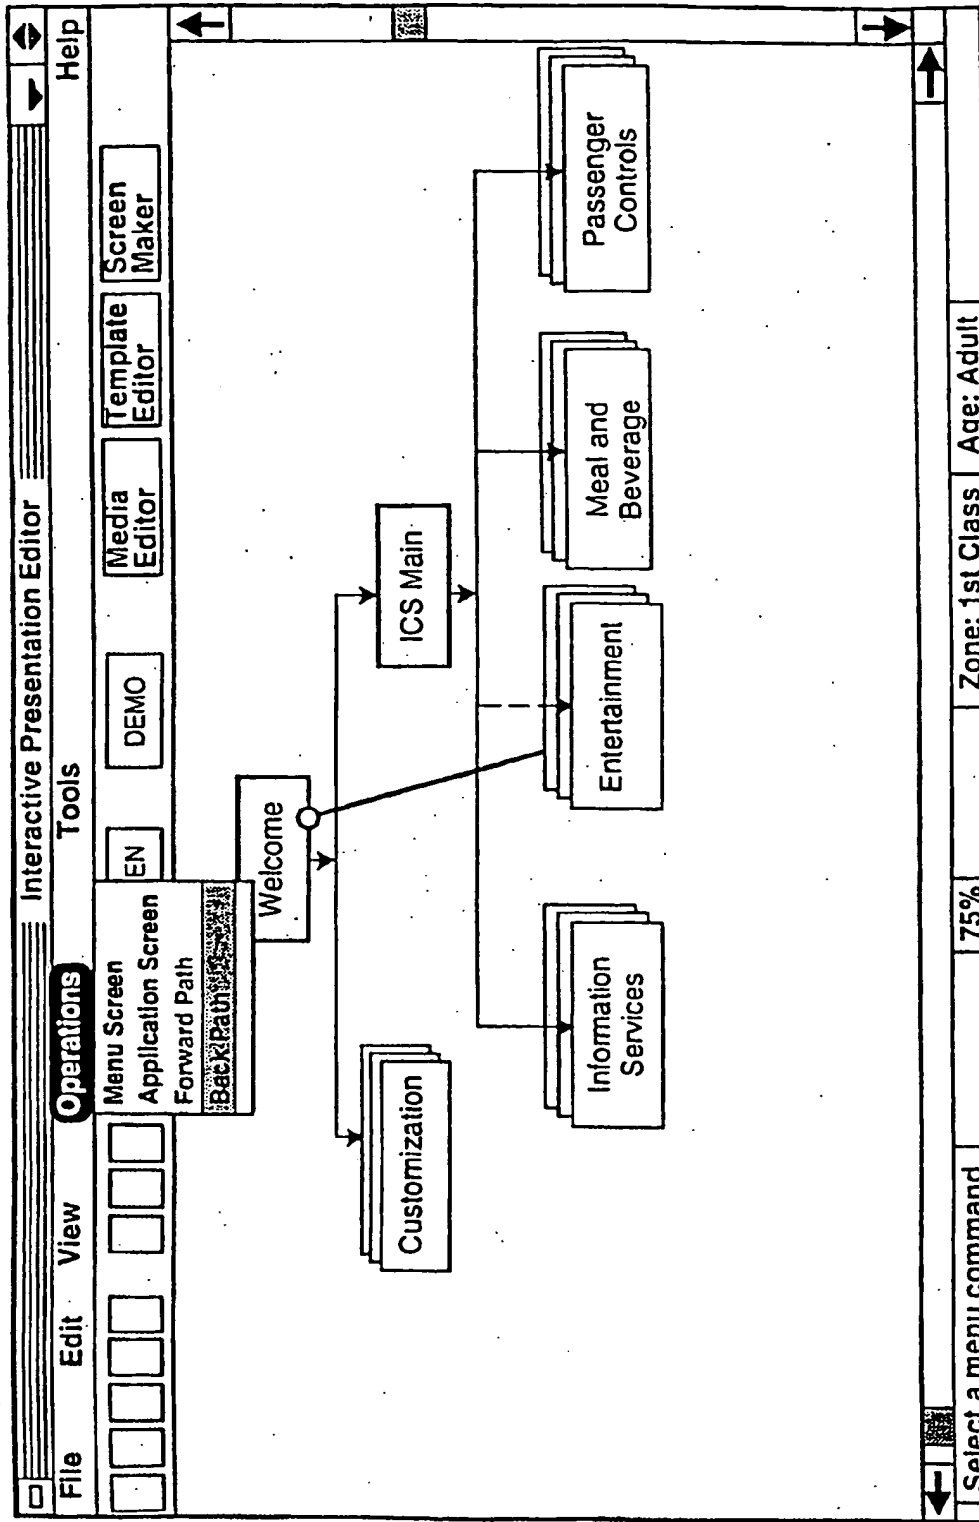 Interactive Presentation Editor
File Edit View Operations Tools Help
EN DEMO
Media
Editor
Template
Editor
Screen
Maker
Menu Screen
Application Screen
Forward Path
Back Path
Welcome
Customization
ICS Main
Information
Services
Entertainment
Meal and
Beverage
Passenger
Controls
Select a menu command 75% Zone: 1st Class Age: Adult